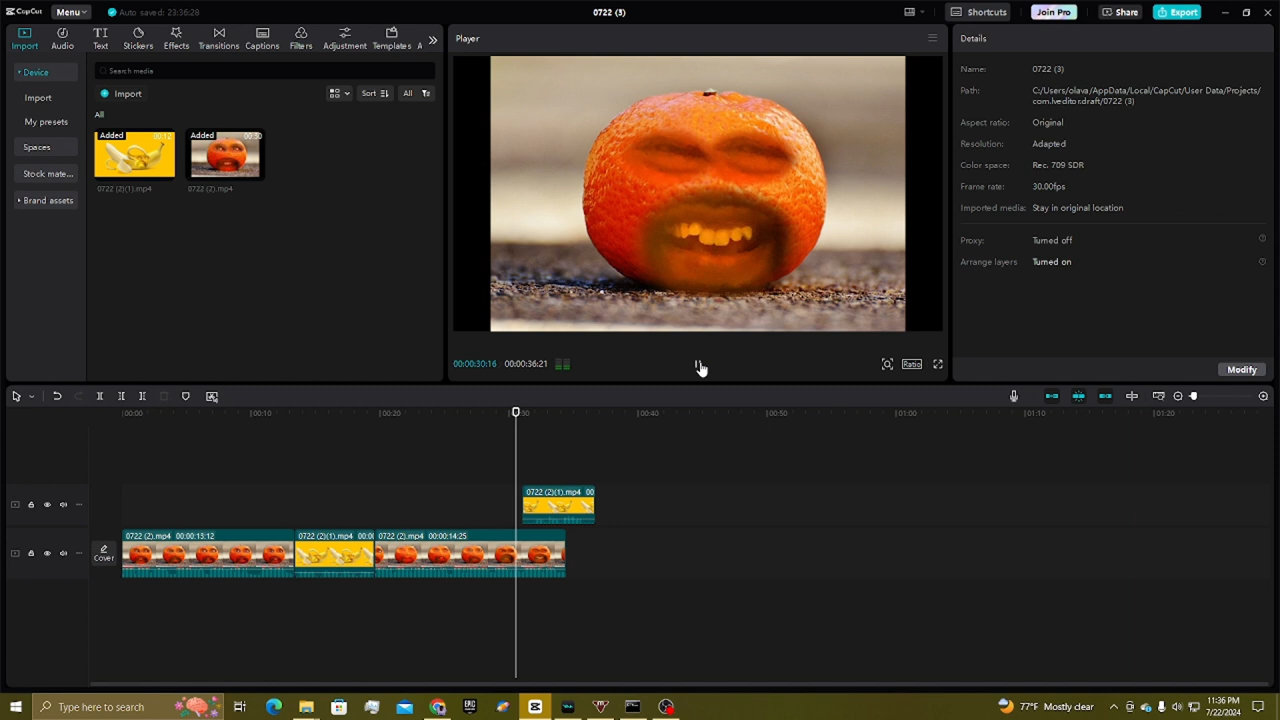 CapCut Menu Auto saved: 23:36:28 0722 (3) Shortcuts Join Pro Share Export
Import Audio Text Stickers Effects Transitions Captions Filters Adjustment Templates A
Player
Details
Device
Import
My presets
Spaces
Stock mate...
Brand assets
Search media
Import Sort All
All
Added 00:12
Added 00:30
0722 (2)(1).mp4 0722 (2).mp4
00:00:30:16 00:00:36:21 Ratio
Name: 0722 (3)
Path: C:/Users/olava/AppData/Local/CapCut/User Data/Projects/
com.lveditor.draft/0722 (3)
Aspect ratio: Original
Resolution: Adapted
Color space: Rec. 709 SDR
Frame rate: 30.00fps
Imported media: Stay in original location
Proxy: Turned off
Arrange layers Turned on
Modify
00:00 00:10 00:20 00:40 00:50 01:00 01:10 01:20
0722 (2)(1).mp4 00
Cover
0722 (2).mp4 00:00:13:12 0722 (2)(1).mp4 00:0 0722 (2).mp4 00:00:14:25
Type here to search
EPIC
77°F Mostly clear
11:36 PM
7/22/2024